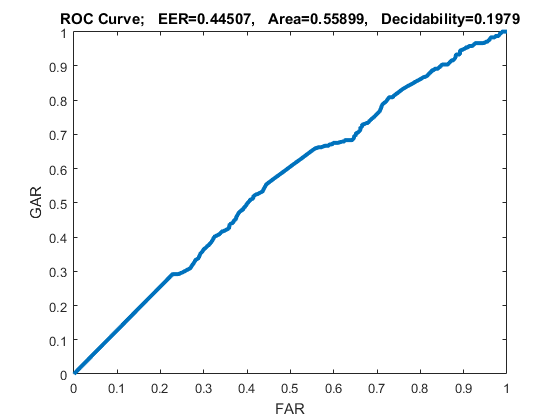 ROC Curve;   EER=0.44507,   Area=0.55899,   Decidability=0.1979
1
0.9
0.8
0.7
0.6
0.5
0.4
0.3
0.2
0.1
0
GAR
0 0.1 0.2 0.3 0.4 0.5 0.6 0.7 0.8 0.9 1
FAR